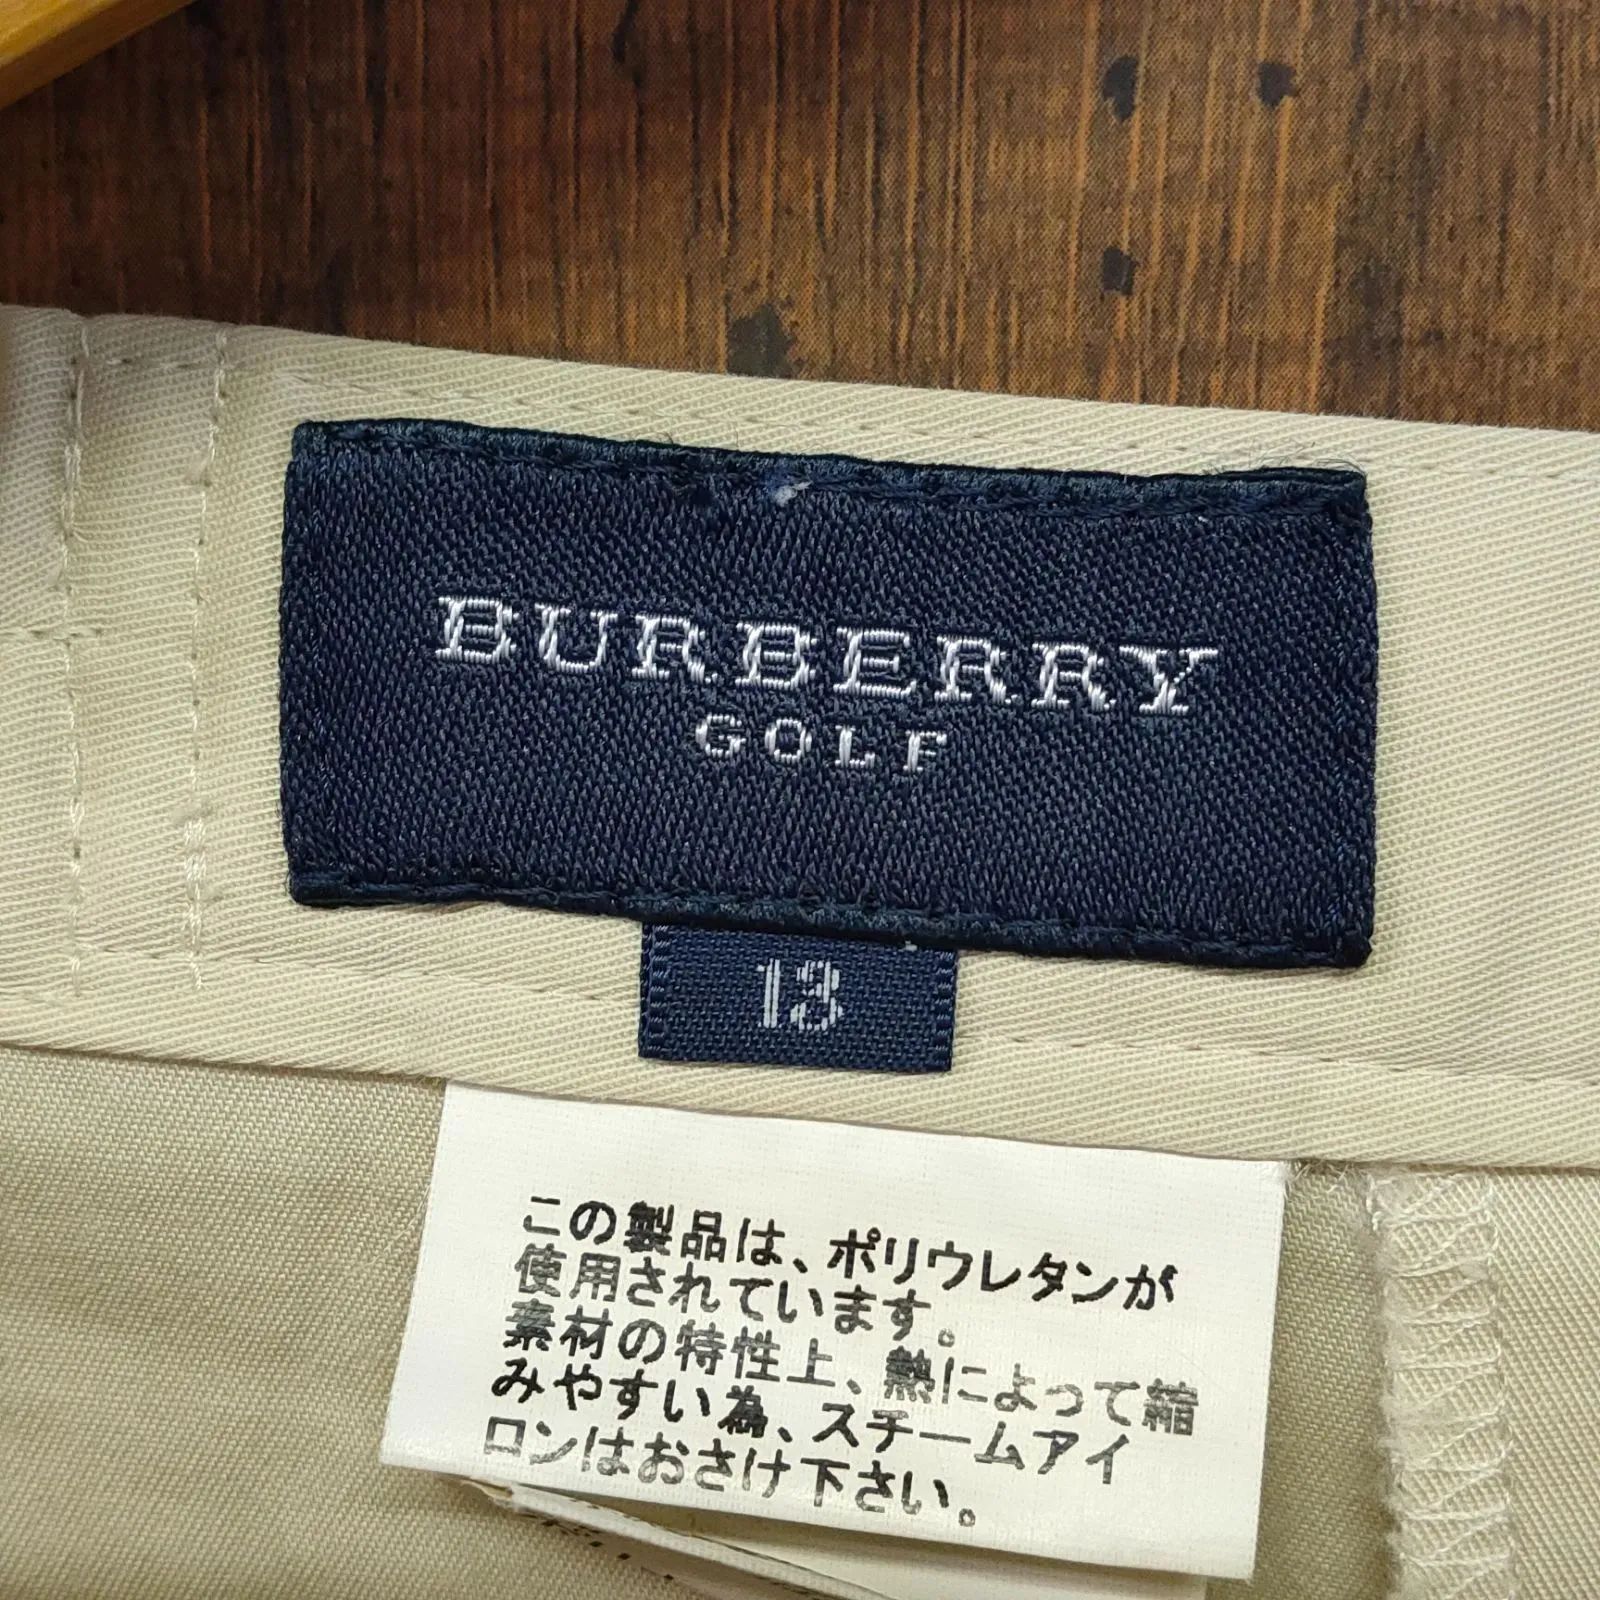 BURBERRY
GOLF
13
この製品は、ポリウレタンが
使用されています。
素材の特性上、熱によって縮
みやすい為、スチームアイ
ロンはおさけ下さい。